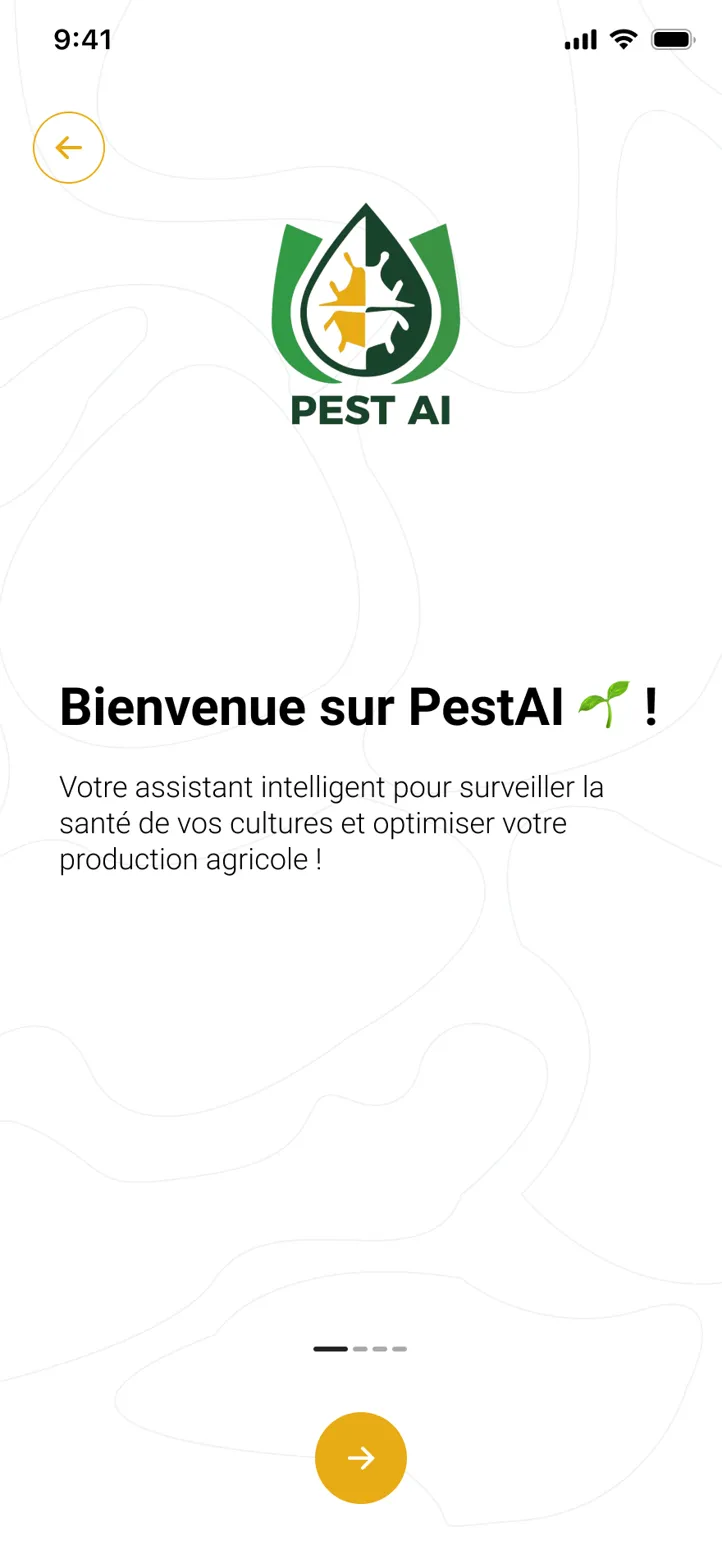 9:41
PEST AI
Bienvenue sur PestAI 🌱 !
Votre assistant intelligent pour surveiller la
santé de vos cultures et optimiser votre
production agricole !